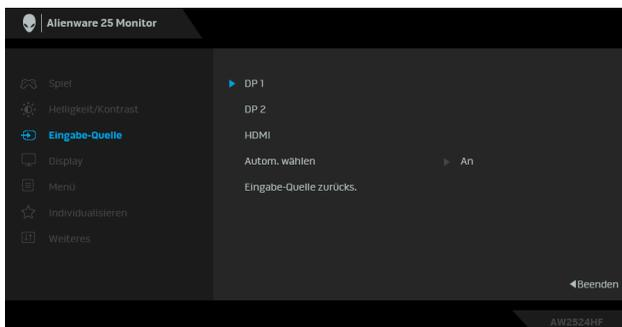 Alienware 25 Monitor
Spiel
Helligkeit/Kontrast
Eingabe-Quelle
Display
Menü
Individualisieren
Weiteres
DP 1
DP 2
HDMI
Autom. wählen An
Eingabe-Quelle zurücks.
Beenden
AW2524HF